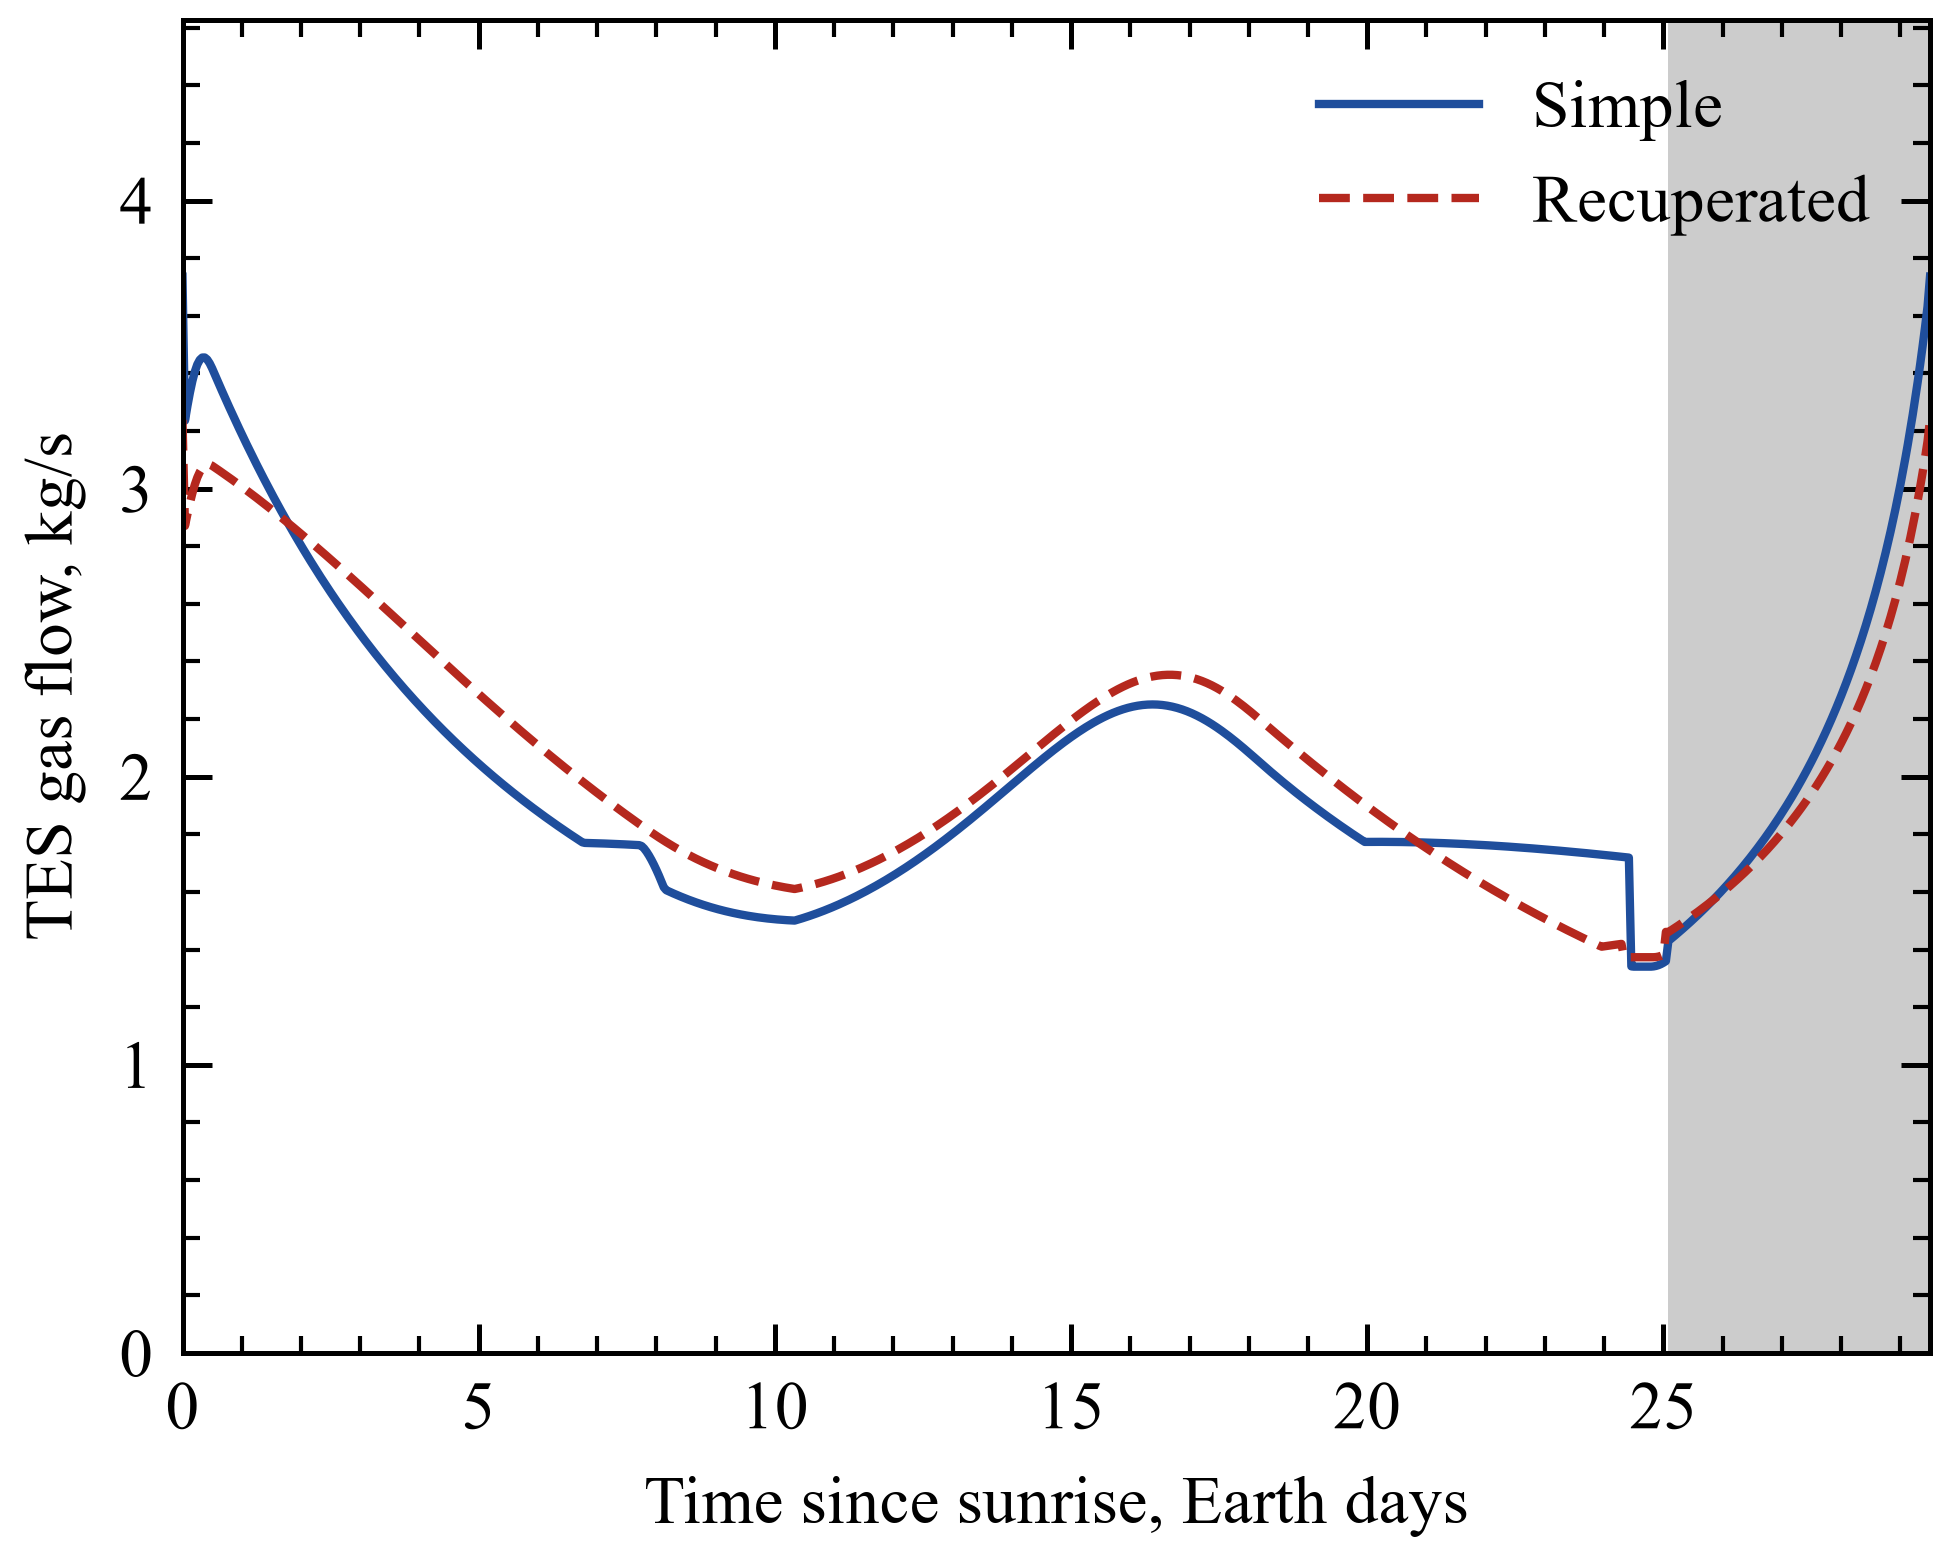 Simple
Recuperated
4
3
2
1
0
TES gas flow, kg/s
0 5 10 15 20 25
Time since sunrise, Earth days